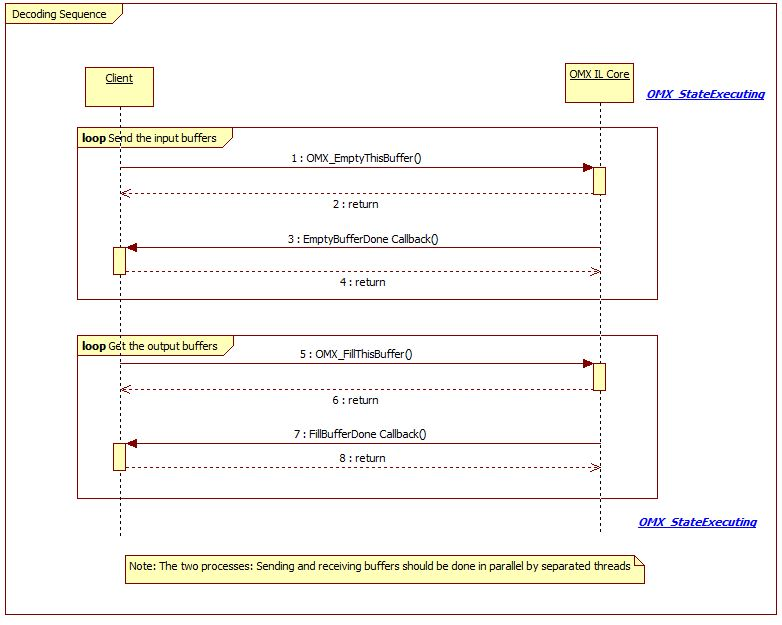 Decoding Sequence
Client
OMX IL Core
OMX_StateExecuting
loop Send the input buffers
1 : OMX_EmptyThisBuffer()
2 : return
3 : EmptyBufferDone Callback()
4 : return
loop Get the output buffers
5 : OMX_FillThisBuffer()
6 : return
7 : FillBufferDone Callback()
8 : return
OMX_StateExecuting
Note: The two processes: Sending and receiving buffers should be done in parallel by separated threads